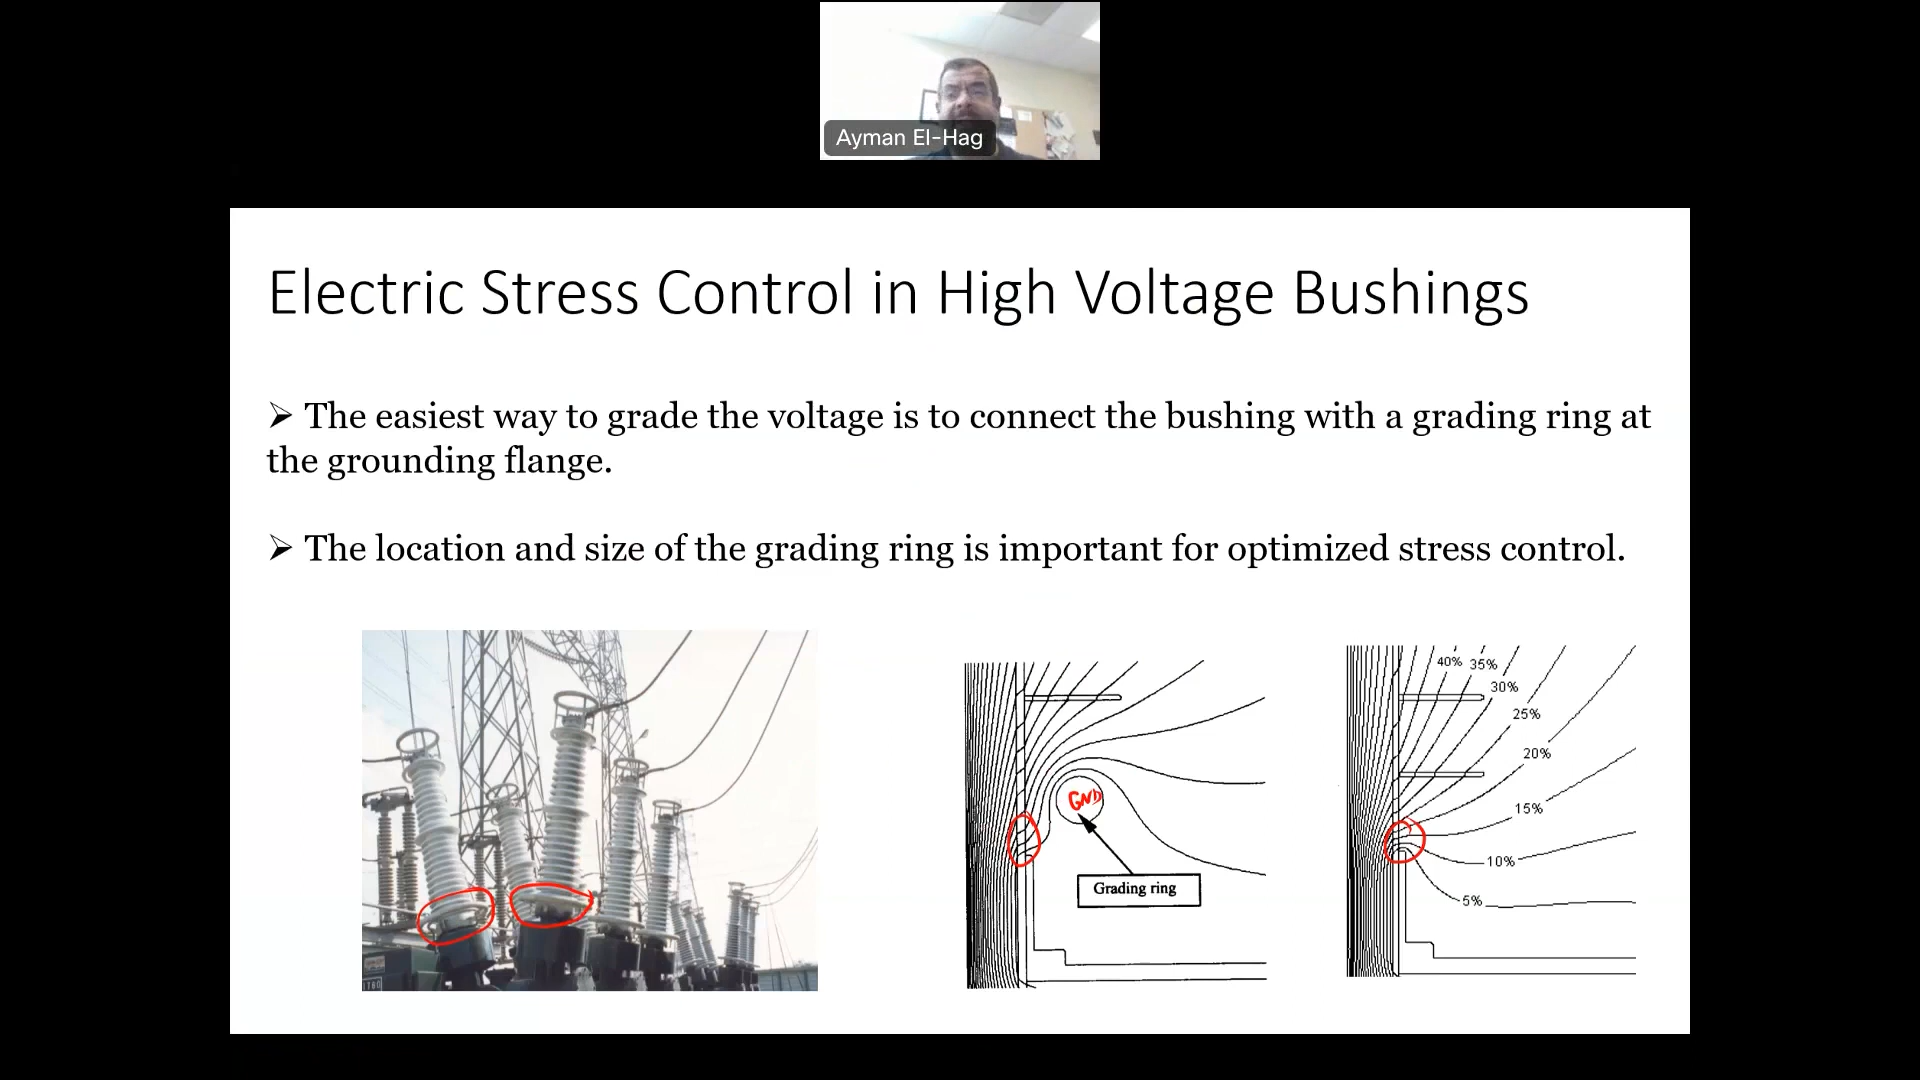 Ayman El-Hag
Electric Stress Control in High Voltage Bushings
➢ The easiest way to grade the voltage is to connect the bushing with a grading ring at
the grounding flange.
➢ The location and size of the grading ring is important for optimized stress control.
GND
Grading ring
40% 35%
30%
25%
20%
15%
10%
5%